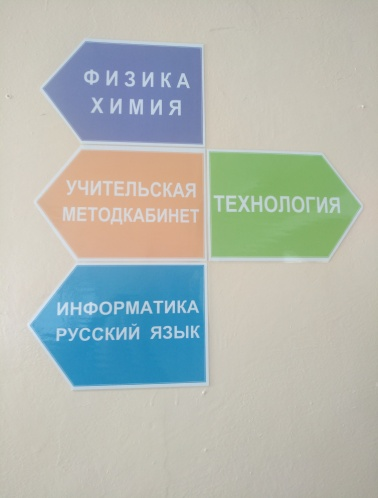 ФИЗИКА
ХИМИЯ
УЧИТЕЛЬСКАЯ
МЕТОДКАБИНЕТ
ТЕХНОЛОГИЯ
ИНФОРМАТИКА
РУССКИЙ ЯЗЫК